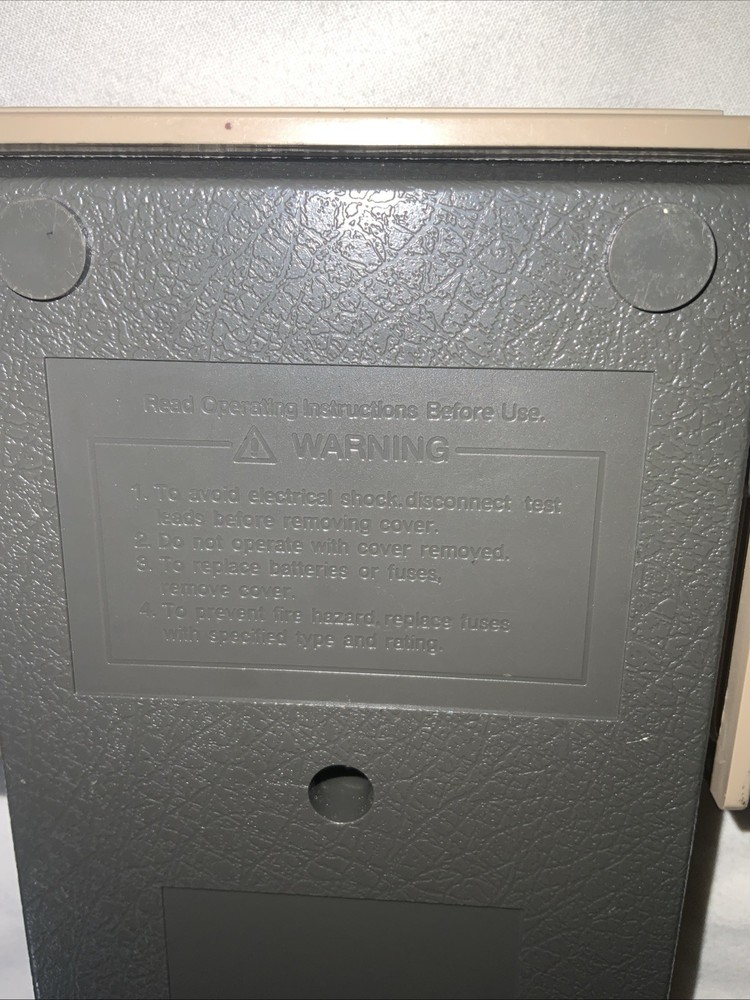 Read Operating Instructions Before Use.
WARNING
1. To avoid electrical shock, disconnect test
leads before removing cover.
2. Do not operate with cover removed.
3. To replace batteries or fuses,
remove cover.
4. To prevent fire hazard, replace fuses
with specified type and rating.